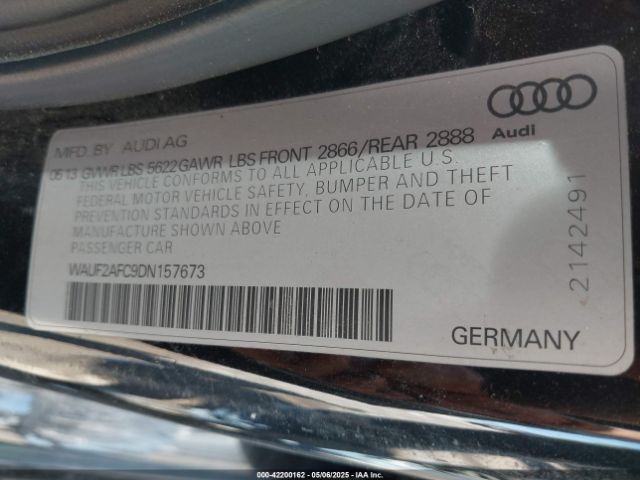 MFD. BY AUDI AG
05 13 GVWR LBS 5622 GAWR LBS FRONT 2866/REAR 2888
THIS VEHICLE CONFORMS TO ALL APPLICABLE U.S.
FEDERAL MOTOR VEHICLE SAFETY, BUMPER AND THEFT
PREVENTION STANDARDS IN EFFECT ON THE DATE OF
MANUFACTURE SHOWN ABOVE
PASSENGER CAR
WAUF2AFC9DN157673
Audi
2142491
GERMANY
000-42200162 - 05/06/2025 - IAAI, Inc.